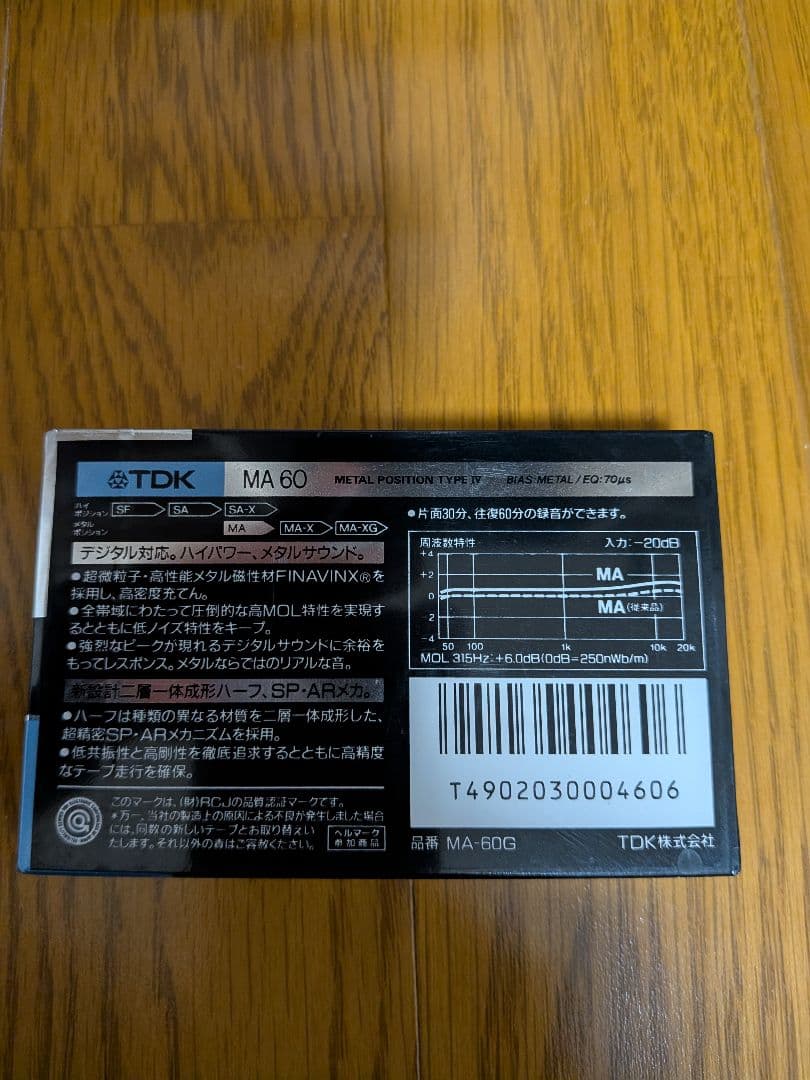 TDK MA 60 METAL POSITION TYPE IV BIAS:METAL/EQ:70μs
ハイポジション SF SA SA-X
メタルポジション MA MA-X MA-XG
デジタル対応。ハイパワー、メタルサウンド。
●超微粒子・高性能メタル磁性材FINAVINX®を
採用し、高密度充てん。
●全帯域にわたって圧倒的な高MOL特性を実現す
るとともに低ノイズ特性をキープ。
●強烈なピークが現れるデジタルサウンドに余裕を
もってレスポンス。メタルならではのリアルな音。
新設計二層一体成形ハーフ、SP・ARメカ。
●ハーフは種類の異なる材質を二層一体成形した、
超精密SP・ARメカニズムを採用。
●低共振性と高剛性を徹底追求するとともに高精度
なテープ走行を確保。
このマークは、(財)RCJの品質認証マークです。
*万一、当社の製造上の原因による不良が発生しました場合
には、同数の新しいテープとお取り替えい
たします。それ以外の責はご容赦ください。
ベルマーク
参加商品
●片面30分、往復60分の録音ができます。
周波数特性 入力:-20dB
+4
+2
0
-2
-4
MA
MA(従来品)
50 100 1k 10k 20k
MOL 315Hz:+6.0dB(0dB=250nWb/m)
T4902030004606
品番 MA-60G TDK株式会社